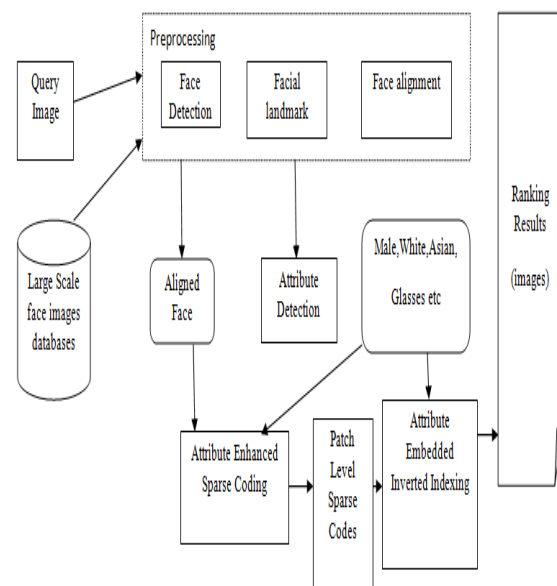 Preprocessing
Query
Image
Face
Detection
Facial
landmark
Face alignment
Large Scale
face images
databases
Aligned
Face
Attribute
Detection
Male,White,Asian,
Glasses etc
Ranking
Results
(images)
Attribute Enhanced
Sparse Coding
Patch
Level
Sparse
Codes
Attribute
Embedded
Inverted Indexing